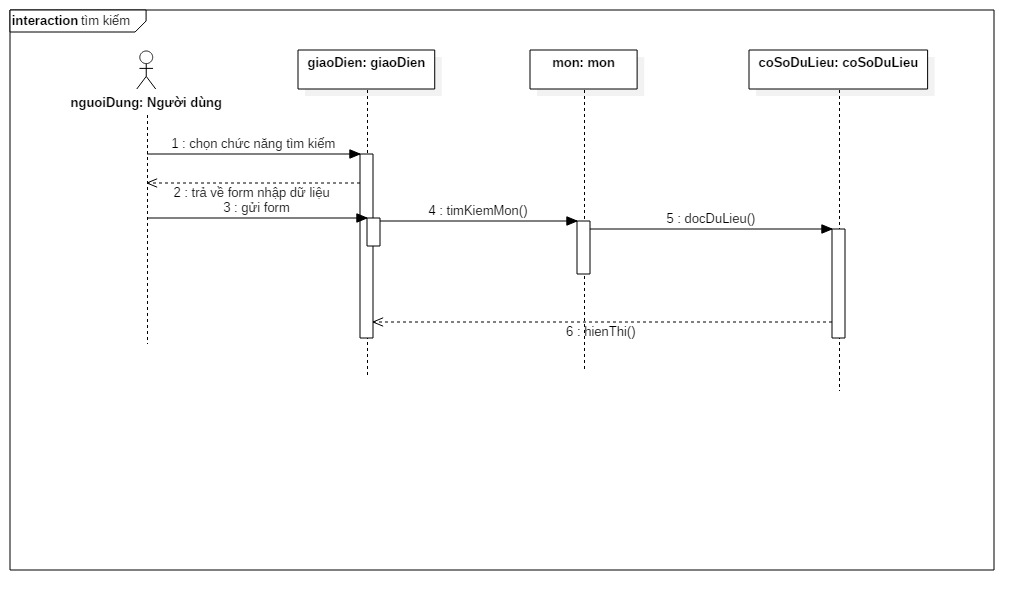 interaction tìm kiếm
nguoiDung: Người dùng
giaoDien: giaoDien
mon: mon
coSoDuLieu: coSoDuLieu
1 : chọn chức năng tìm kiếm
2 : trả về form nhập dữ liệu
3 : gửi form
4 : timKiemMon()
5 : docDuLieu()
6 : hienThi()